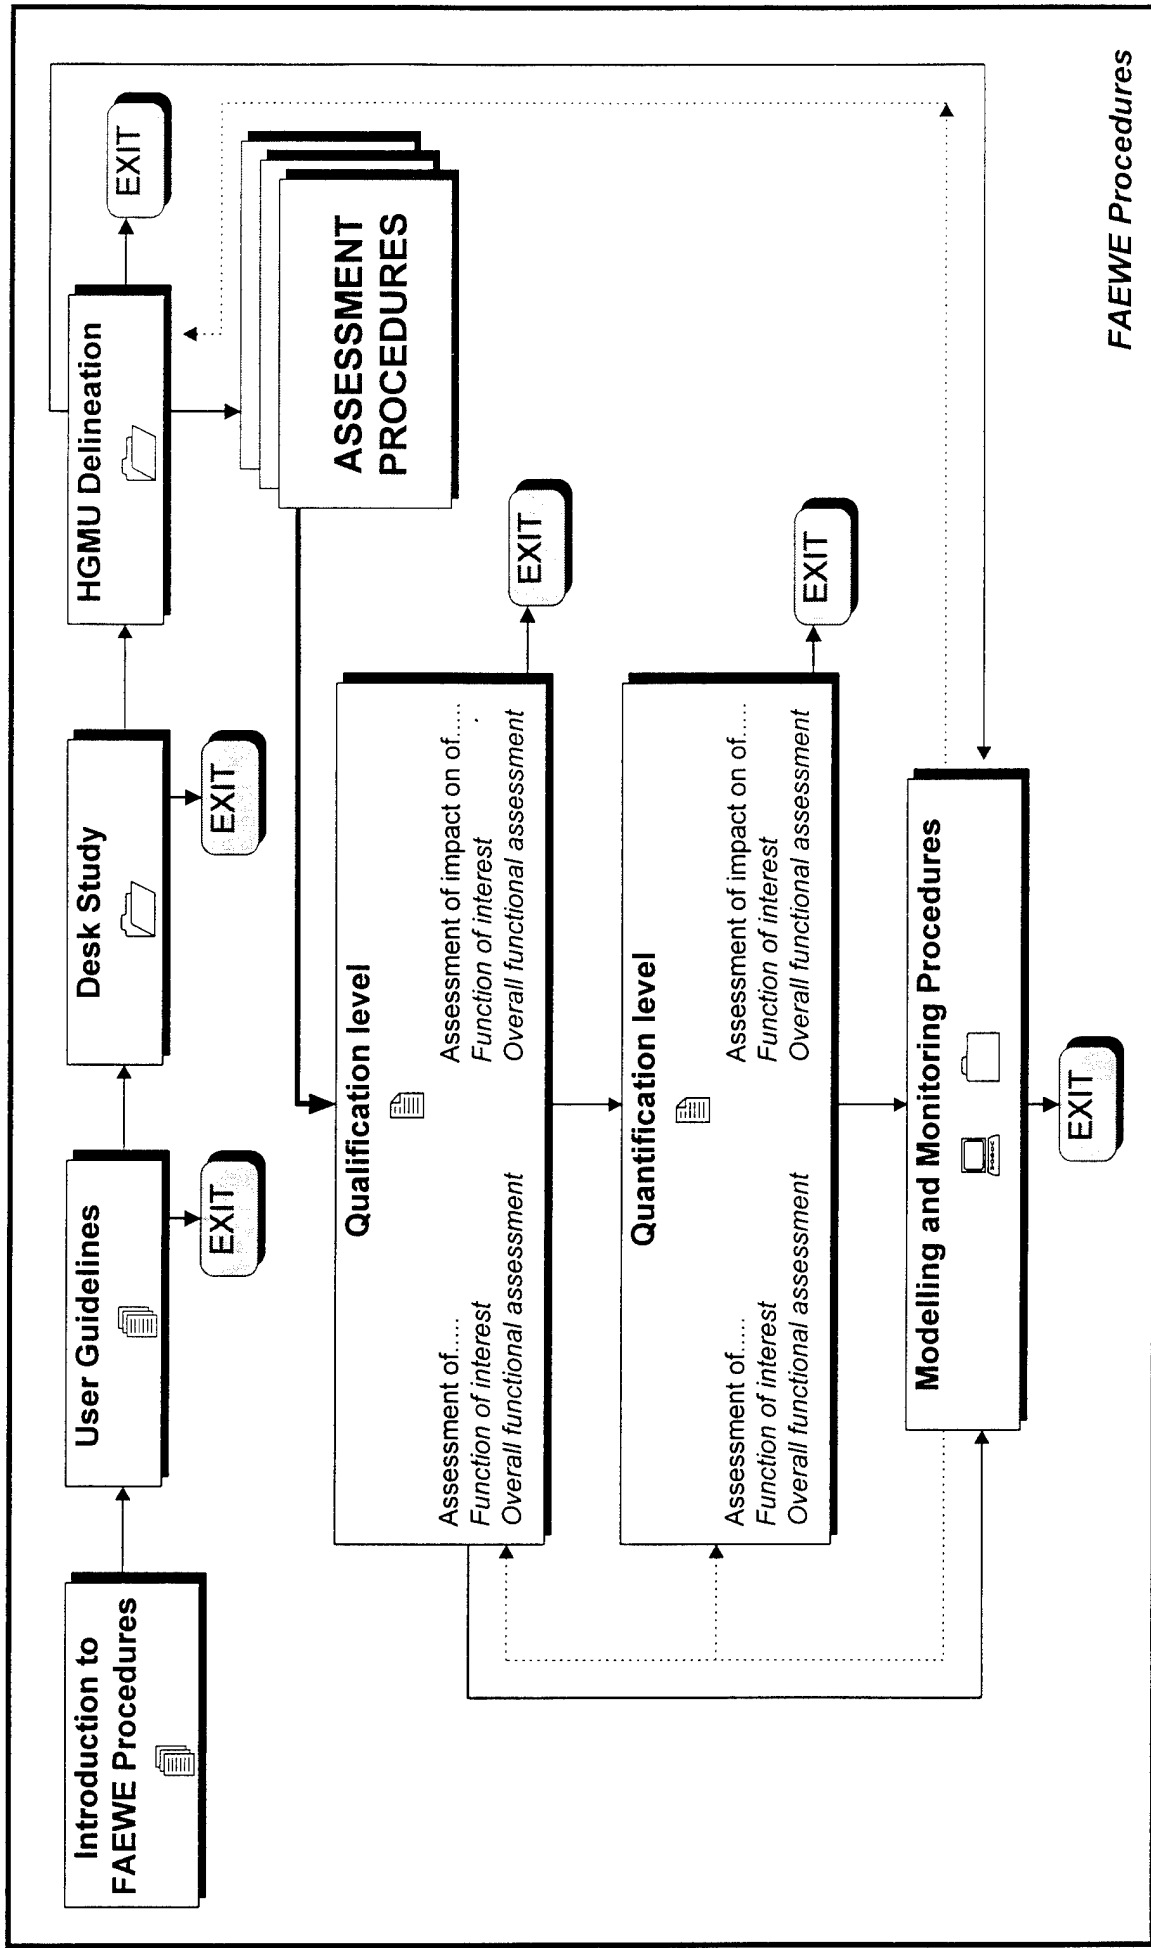 Introduction to
FAEWE Procedures
User Guidelines
EXIT
Desk Study
EXIT
HGMU Delineation
EXIT
ASSESSMENT
PROCEDURES
Qualification level
Assessment of.....
Function of interest
Overall functional assessment
Assessment of impact on of.....
Function of interest
Overall functional assessment
EXIT
Quantification level
Assessment of.....
Function of interest
Overall functional assessment
Assessment of impact on of.....
Function of interest
Overall functional assessment
EXIT
Modelling and Monitoring Procedures
EXIT
FAEWE Procedures